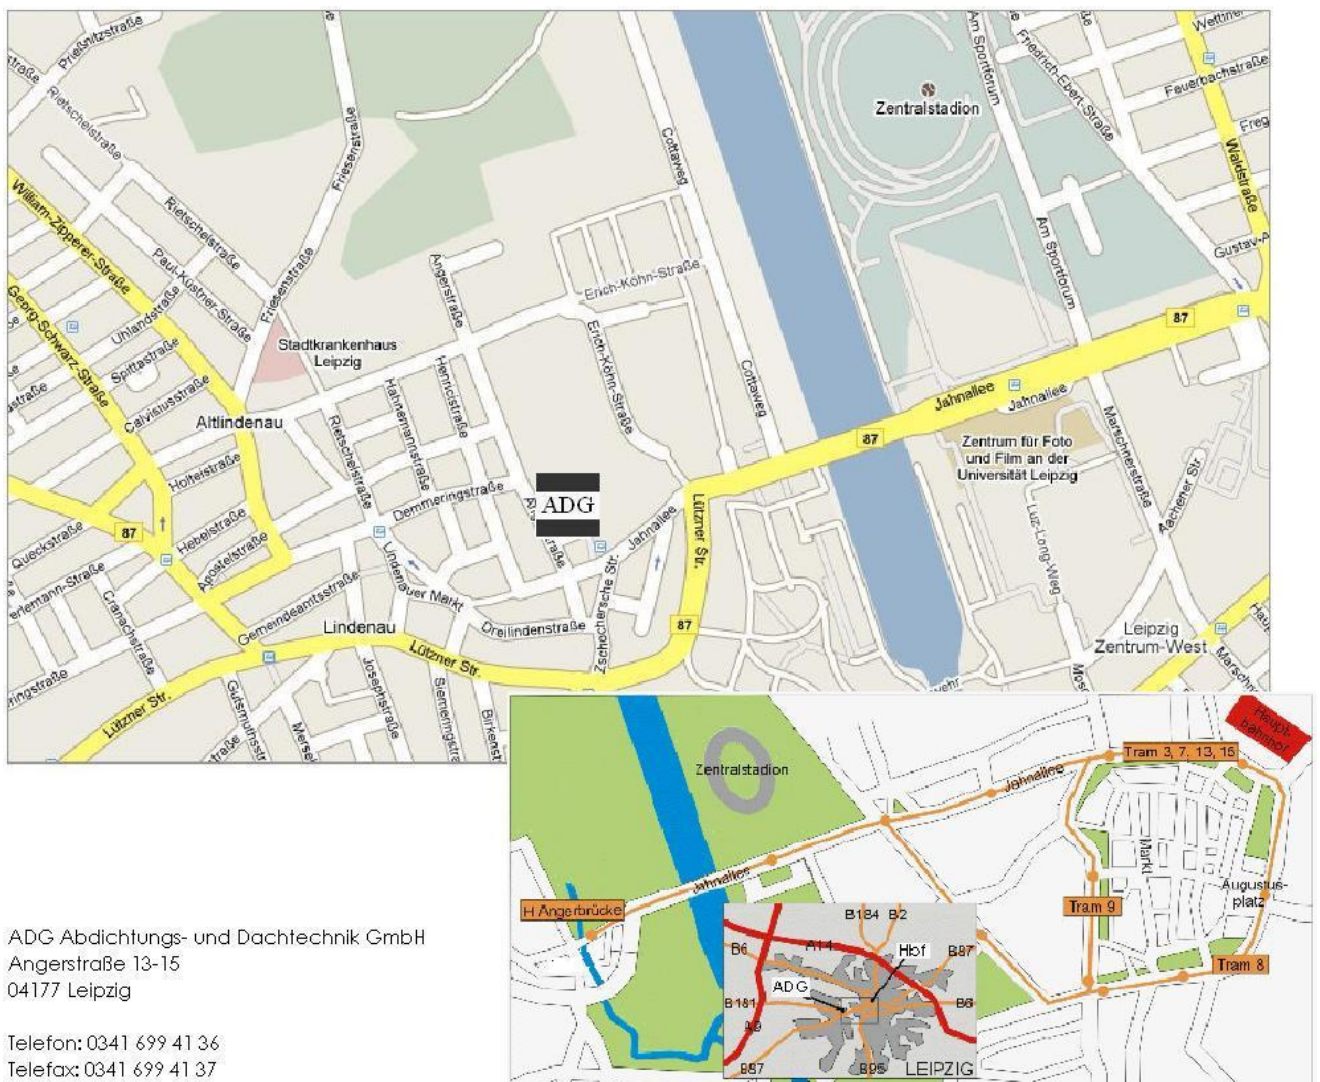 Prießnitzstraße
Rietschelstraße
Friesenstraße
Cottaweg
Zentralstadion
Am Sportforum
Friedrich-Ebert-Straße
Feuerbachstraße
Waldstraße
William-Zipperer-Straße
Rietschelstraße
Paul-Küstner-Straße
Friesenstraße
Angerstraße
Erich-Köhn-Straße
Am Sportforum
Georg-Schwarz-Straße
Uhlandstraße
Spittastraße
Calvisiusstraße
Stadtkrankenhaus
Leipzig
Altlindenau
Rietschelstraße
Hahnemannstraße
Henricistraße
Erich-Köhn-Straße
Cottaweg
87
Jahnallee
Jahnallee
87
Zentrum für Foto
und Film an der
Universität Leipzig
Marschnerstraße
Aachener Str.
Holteistraße
Demmeringstraße
ADG
Jahnallee
Lützner Str.
Luz-Long-Weg
87
Queckstraße
Hebelstraße
Apostelstraße
Lindenauer Markt
Gemeindeamtsstraße
Cranachstraße
Dreilindenstraße
Zschochersche Str.
87
Lindenau
Lützner Str.
Leipzig
Zentrum-West
Lützner Str.
Gutsmuthsstr
Josephstraße
Siemeringstraße
Birkenst
Haupt-
bahnhof
Zentralstadion
Jahnallee
Tram 3, 7, 13, 15
Markt
Jahnallee
Augustus-
platz
H Angerbrücke
Tram 9
Tram 8
B184 B2
B6
A14
Hbf
B87
ADG
B181
B6
A9
B87
B95
LEIPZIG
ADG Abdichtungs- und Dachtechnik GmbH
Angerstraße 13-15
04177 Leipzig
Telefon: 0341 699 41 36
Telefax: 0341 699 41 37